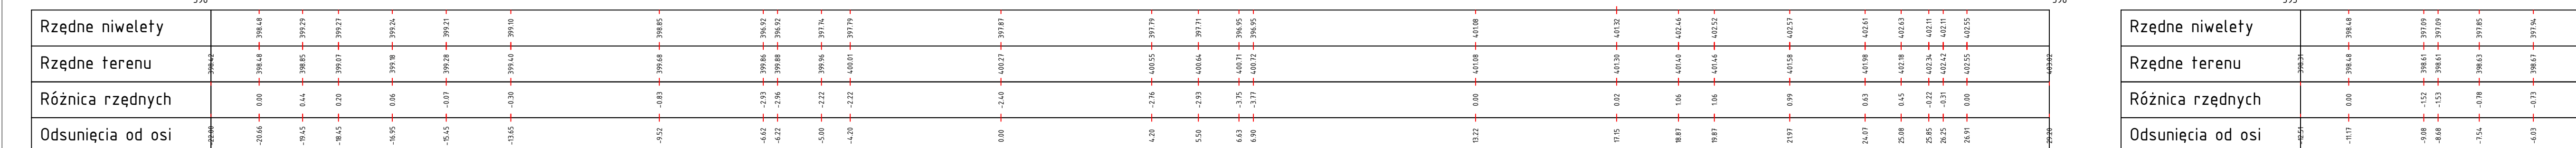 Rzędne niwelety 398.48 399.29 399.27 399.24 399.21 399.10 398.85 396.92 396.92 397.74 397.79 397.87 397.79 397.71 396.95 396.95 401.08 401.32 402.46 402.52 402.57 402.61 402.63 402.11 402.11 402.55
Rzędne terenu 398.48 398.85 399.07 399.18 399.28 399.40 399.68 399.86 399.88 399.96 400.01 400.27 400.55 400.64 400.71 400.72 401.08 401.30 401.40 401.46 401.58 401.98 402.18 402.34 402.42 402.55
Różnica rzędnych 0.00 0.44 0.20 0.06 -0.07 -0.30 -0.83 -2.93 -2.96 -2.22 -2.22 -2.40 -2.76 -2.93 -3.75 -3.77 0.00 0.02 1.06 1.06 0.99 0.63 0.45 -0.22 -0.31 0.00
Odsunięcia od osi -20.66 -19.45 -18.45 -16.95 -15.45 -13.65 -9.52 -6.62 -6.22 -5.00 -4.20 0.00 4.20 5.50 6.63 6.90 13.22 17.15 18.87 19.87 21.97 24.07 25.08 25.85 26.25 26.91
Rzędne niwelety 398.48 397.09 397.09 397.85 397.94
Rzędne terenu 398.48 398.61 398.61 398.63 398.67
Różnica rzędnych 0.00 -1.52 -1.53 -0.78 -0.73
Odsunięcia od osi -11.17 -9.08 -8.68 -7.54 -6.03